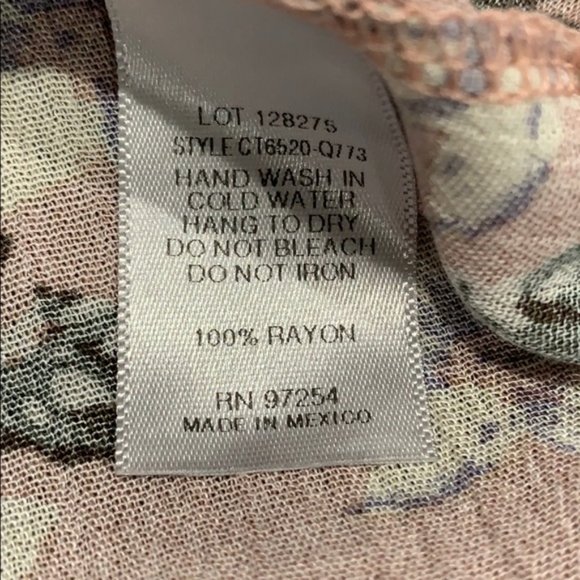 LOT 128275
STYLE CT6520-Q773
HAND WASH IN
COLD WATER
HANG TO DRY
DO NOT BLEACH
DO NOT IRON
100% RAYON
RN 97254
MADE IN MEXICO